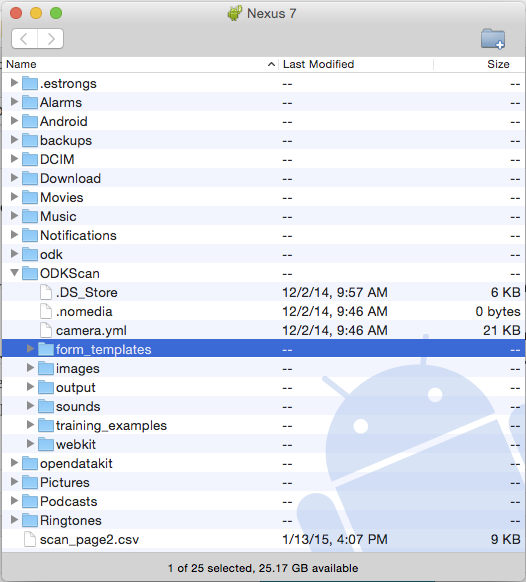 Nexus 7
Name Last Modified Size
.estrongs -- --
Alarms -- --
Android -- --
backups -- --
DCIM -- --
Download -- --
Movies -- --
Music -- --
Notifications -- --
odk -- --
ODKScan -- --
.DS_Store 12/2/14, 9:57 AM 6 KB
.nomedia 12/2/14, 9:46 AM 0 bytes
camera.yml 12/2/14, 9:46 AM 21 KB
form_templates -- --
images -- --
output -- --
sounds -- --
training_examples -- --
webkit -- --
opendatakit -- --
Pictures -- --
Podcasts -- --
Ringtones -- --
scan_page2.csv 1/13/15, 4:07 PM 9 KB
1 of 25 selected, 25.17 GB available